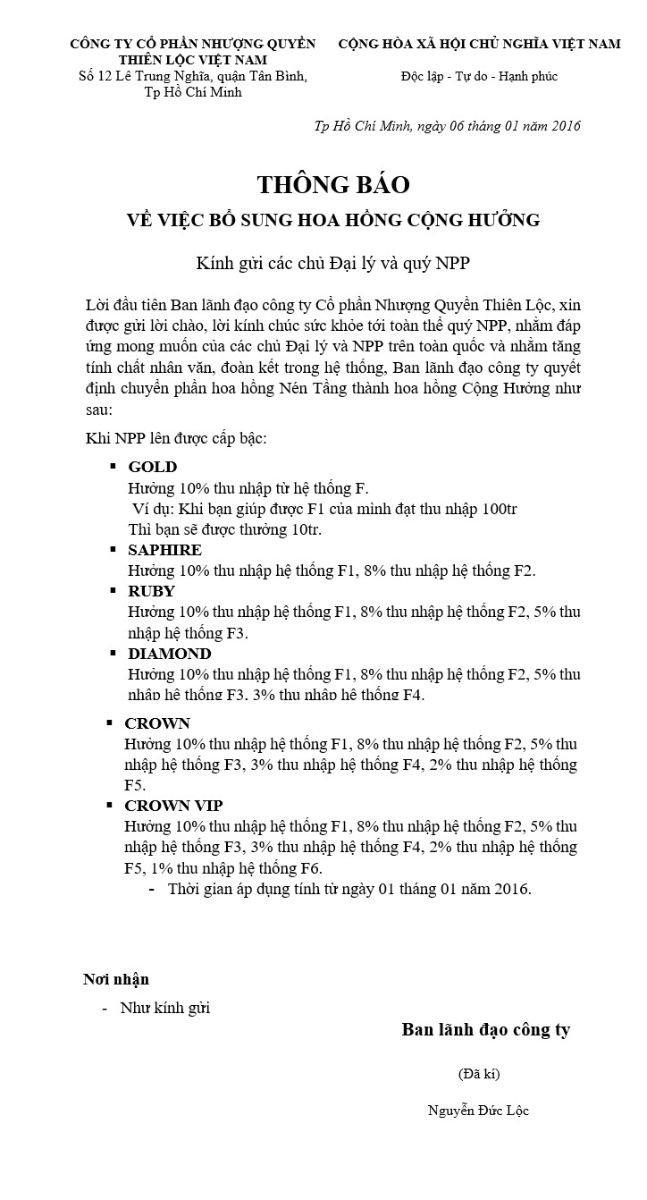 CÔNG TY CỔ PHẦN NHƯỢNG QUYỀN
THIÊN LỘC VIỆT NAM
Số 12 Lê Trung Nghĩa, quận Tân Bình,
Tp Hồ Chí Minh
CỘNG HÒA XÃ HỘI CHỦ NGHĨA VIỆT NAM
Độc lập - Tự do - Hạnh phúc
Tp Hồ Chí Minh, ngày 06 tháng 01 năm 2016
THÔNG BÁO
VỀ VIỆC BỔ SUNG HOA HỒNG CỘNG HƯỞNG
Kính gửi các chủ Đại lý và quý NPP
Lời đầu tiên Ban lãnh đạo công ty Cổ phần Nhượng Quyền Thiên Lộc, xin
được gửi lời chào, lời kính chúc sức khỏe tới toàn thể quý NPP, nhằm đáp
ứng mong muốn của các chủ Đại lý và NPP trên toàn quốc và nhằm tăng
tính chất nhân văn, đoàn kết trong hệ thống, Ban lãnh đạo công ty quyết
định chuyển phần hoa hồng Nén Tầng thành hoa hồng Cộng Hưởng như
sau:
Khi NPP lên được cấp bậc:
▪ GOLD
Hưởng 10% thu nhập từ hệ thống F.
Ví dụ: Khi bạn giúp được F1 của mình đạt thu nhập 100tr
Thì bạn sẽ được thưởng 10tr.
▪ SAPHIRE
Hưởng 10% thu nhập hệ thống F1, 8% thu nhập hệ thống F2.
▪ RUBY
Hưởng 10% thu nhập hệ thống F1, 8% thu nhập hệ thống F2, 5% thu
nhập hệ thống F3.
▪ DIAMOND
Hưởng 10% thu nhập hệ thống F1, 8% thu nhập hệ thống F2, 5% thu
nhập hệ thống F3, 3% thu nhập hệ thống F4.
▪ CROWN
Hưởng 10% thu nhập hệ thống F1, 8% thu nhập hệ thống F2, 5% thu
nhập hệ thống F3, 3% thu nhập hệ thống F4, 2% thu nhập hệ thống
F5.
▪ CROWN VIP
Hưởng 10% thu nhập hệ thống F1, 8% thu nhập hệ thống F2, 5% thu
nhập hệ thống F3, 3% thu nhập hệ thống F4, 2% thu nhập hệ thống
F5, 1% thu nhập hệ thống F6.
- Thời gian áp dụng tính từ ngày 01 tháng 01 năm 2016.
Nơi nhận
- Như kính gửi
Ban lãnh đạo công ty
(Đã kí)
Nguyễn Đức Lộc